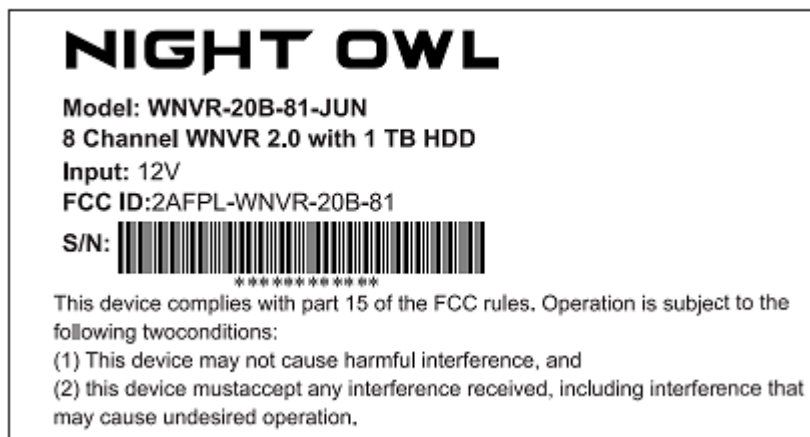 NIGHT OWL
Model: WNVR-20B-81-JUN
8 Channel WNVR 2.0 with 1 TB HDD
Input: 12V
FCC ID:2AFPL-WNVR-20B-81
S/N:
************
This device complies with part 15 of the FCC rules. Operation is subject to the
following twoconditions:
(1) This device may not cause harmful interference, and
(2) this device mustaccept any interference received, including interference that
may cause undesired operation.